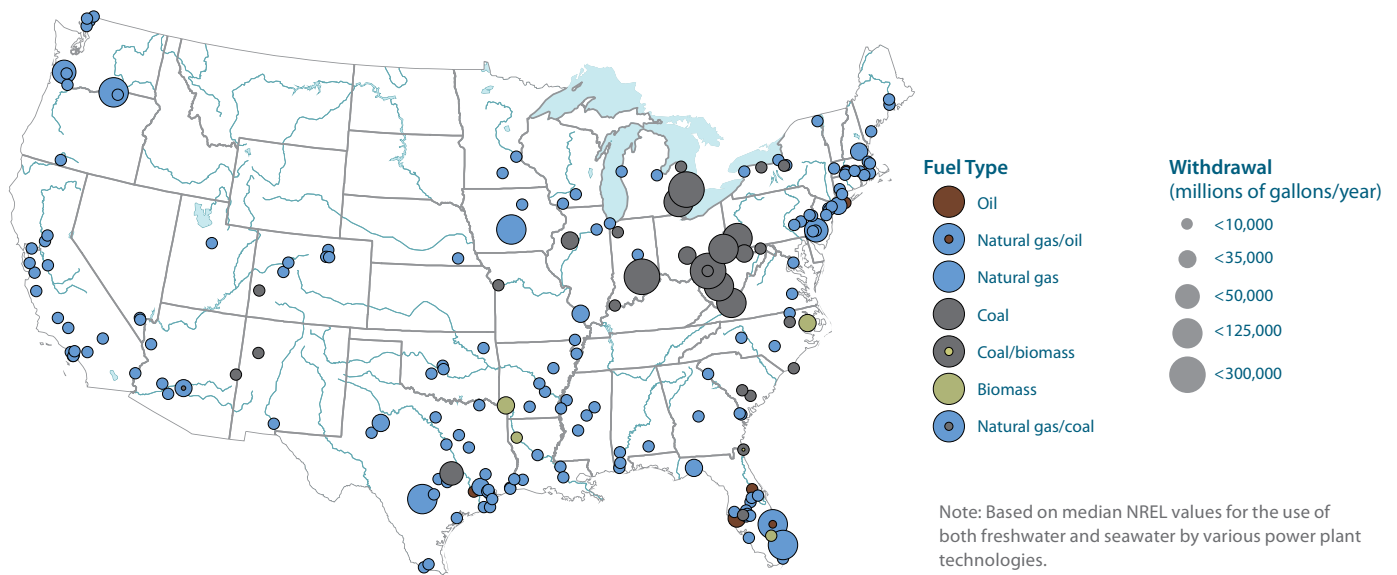 Fuel Type
Oil
Natural gas/oil
Natural gas
Coal
Coal/biomass
Biomass
Natural gas/coal
Withdrawal
(millions of gallons/year)
<10,000
<35,000
<50,000
<125,000
<300,000
Note: Based on median NREL values for the use of
both freshwater and seawater by various power plant
technologies.